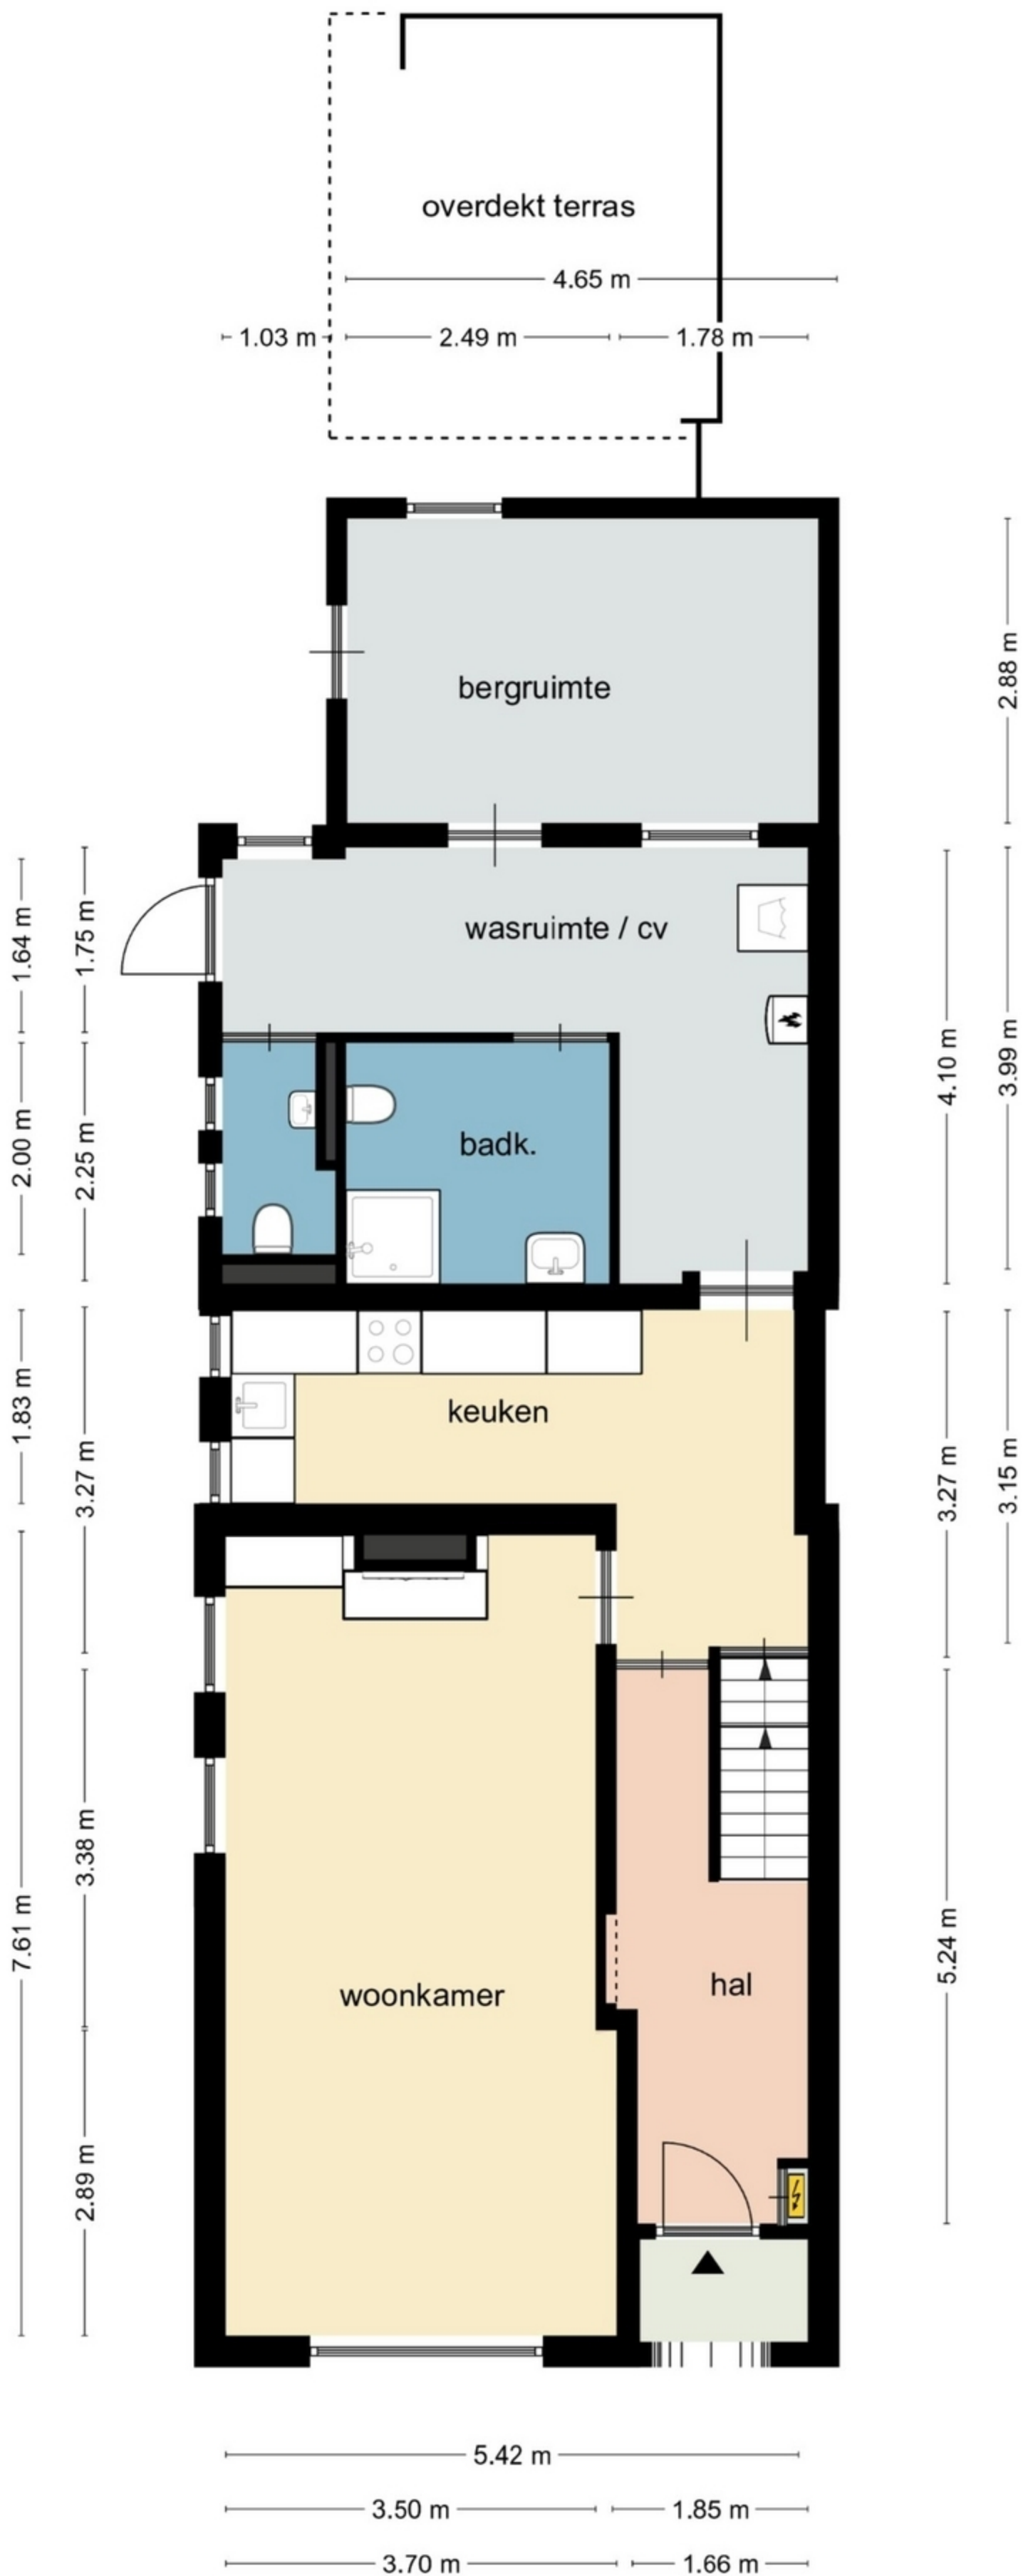 overdekt terras
4.65 m
1.03 m 2.49 m 1.78 m
bergruimte
2.88 m
wasruimte / cv
1.64 m
1.75 m
4.10 m
3.99 m
badk.
2.00 m
2.25 m
keuken
1.83 m
3.27 m
3.27 m
3.15 m
woonkamer
hal
7.61 m
3.38 m
2.89 m
5.24 m
5.42 m
3.50 m 1.85 m
3.70 m 1.66 m